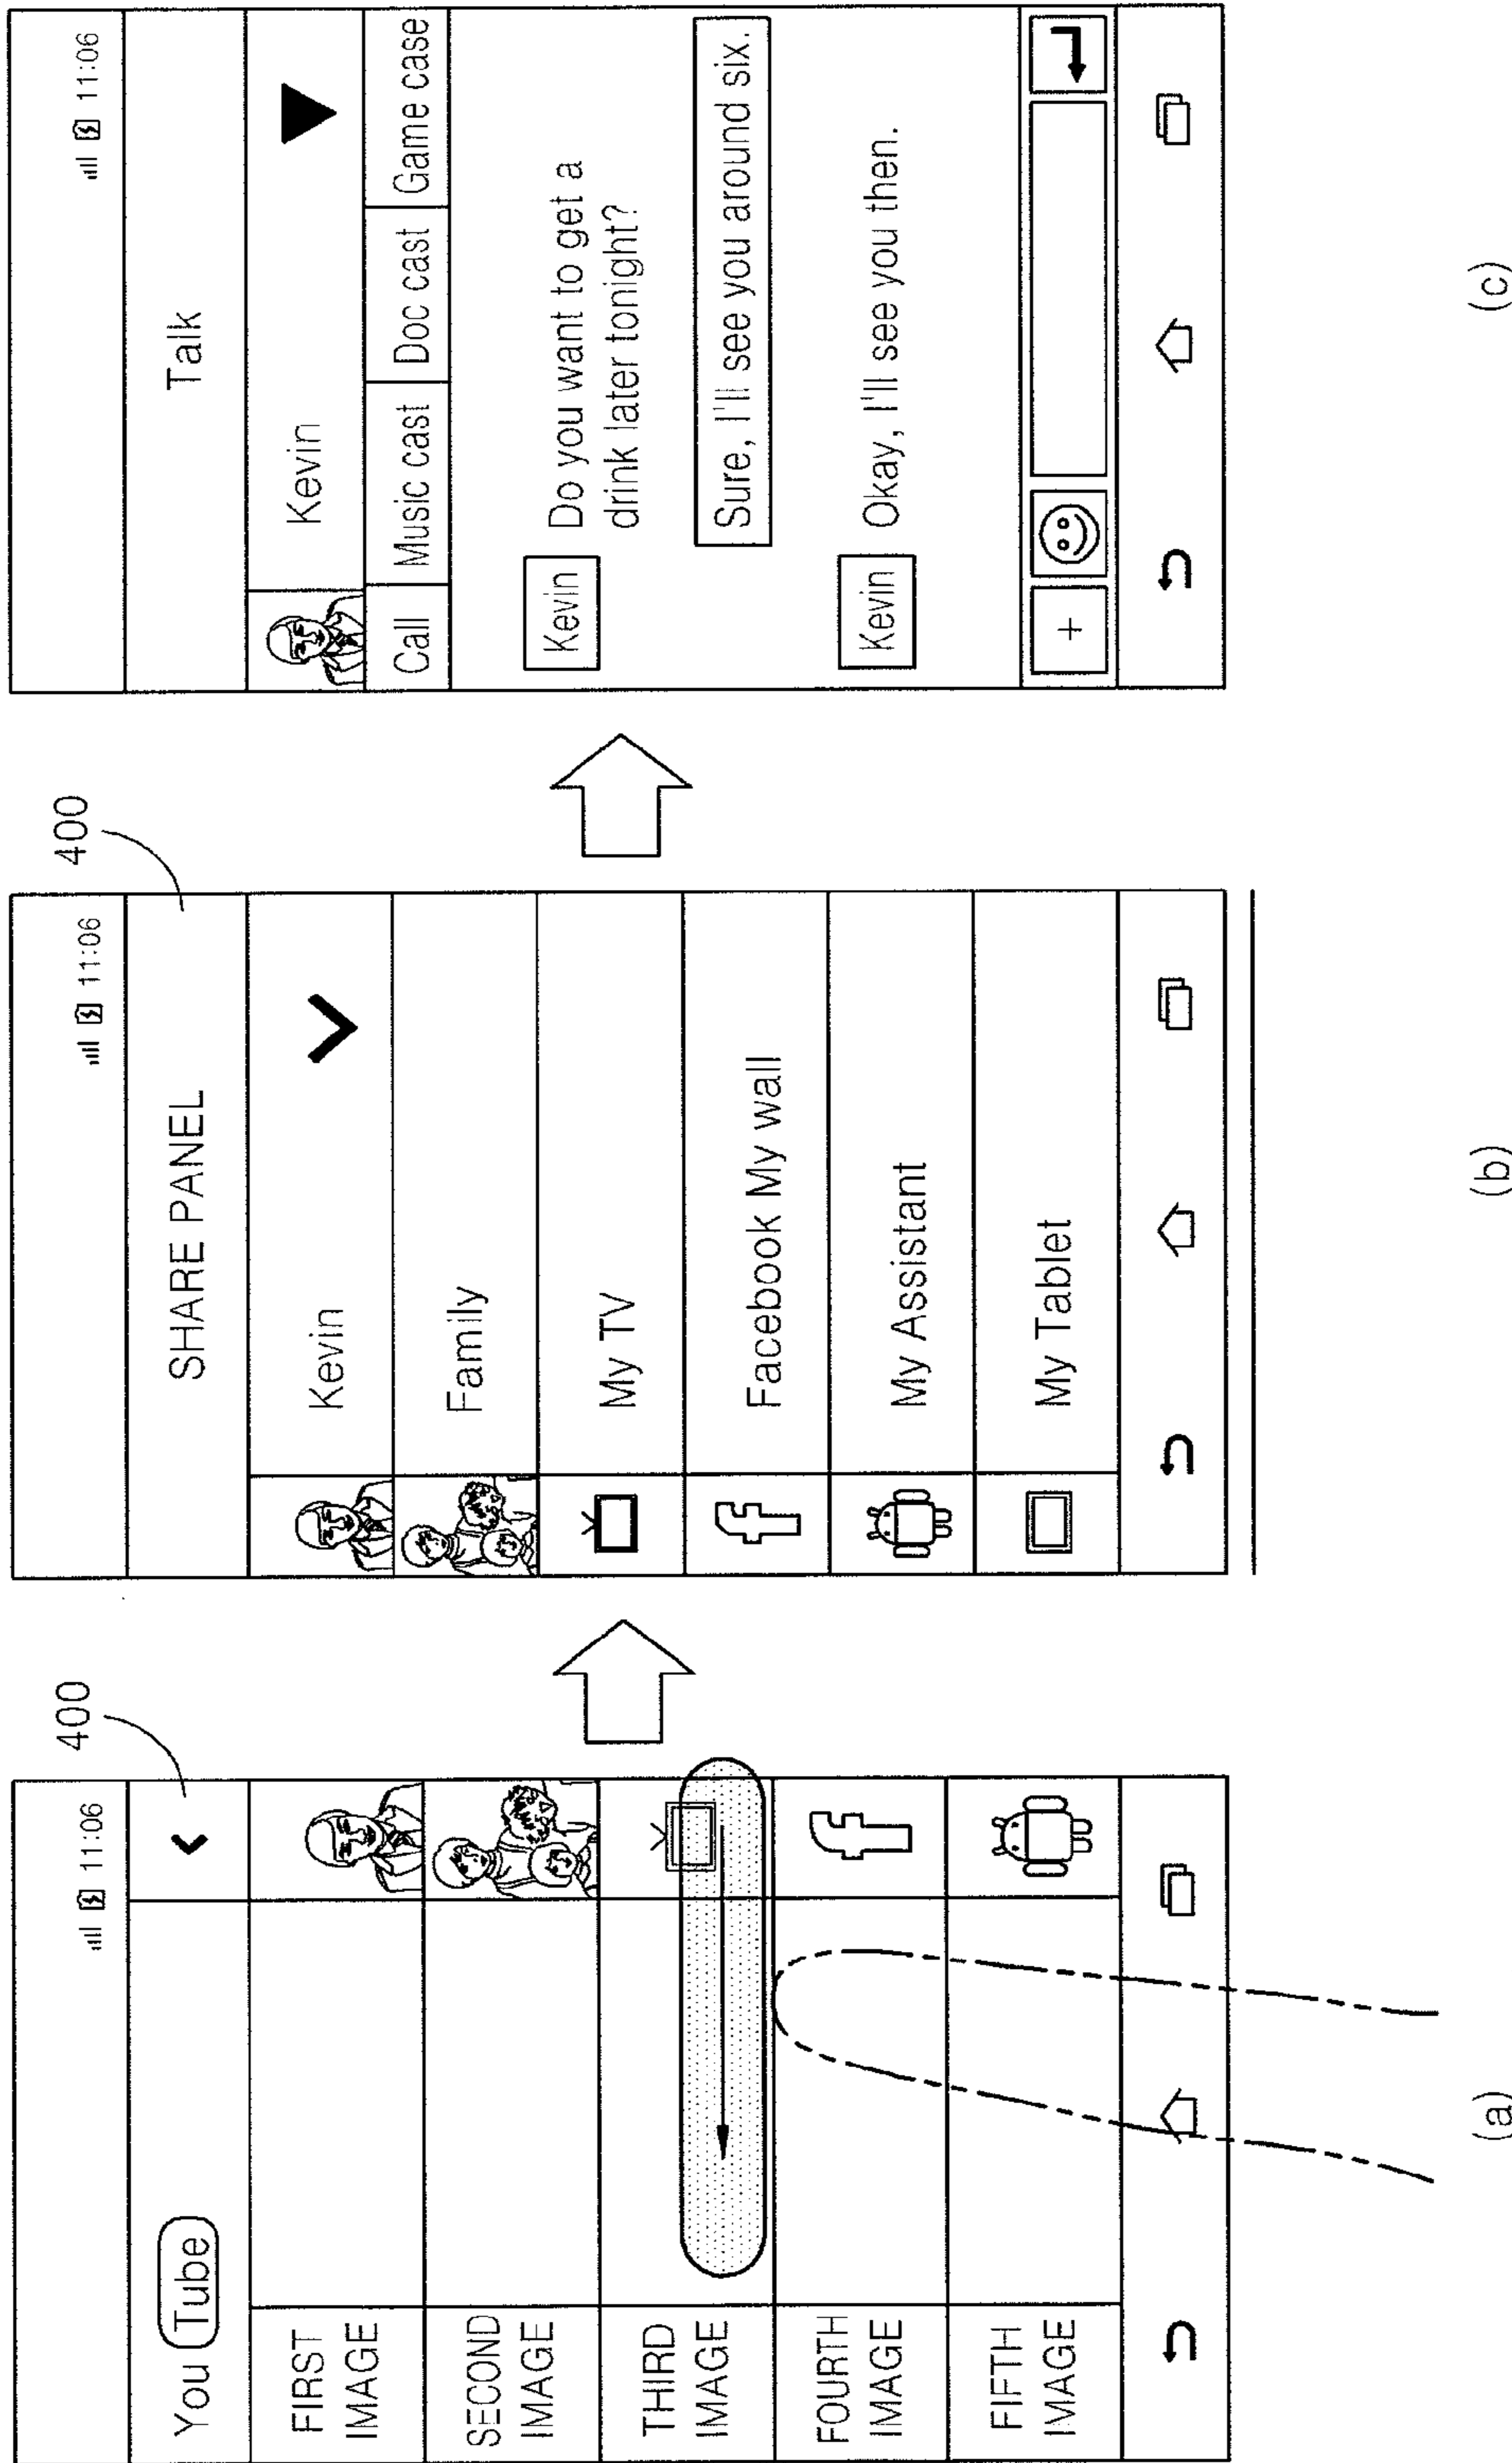 11:06
400
You Tube
FIRST
IMAGE
SECOND
IMAGE
THIRD
IMAGE
FOURTH
IMAGE
FIFTH
IMAGE
(a)
11:06
400
SHARE PANEL
Kevin
Family
My TV
Facebook My wall
My Assistant
My Tablet
(b)
11:06
Talk
Kevin
Call Music cast Doc cast Game case
Kevin Do you want to get a
drink later tonight?
Sure, I'll see you around six.
Kevin Okay, I'll see you then.
+
(c)